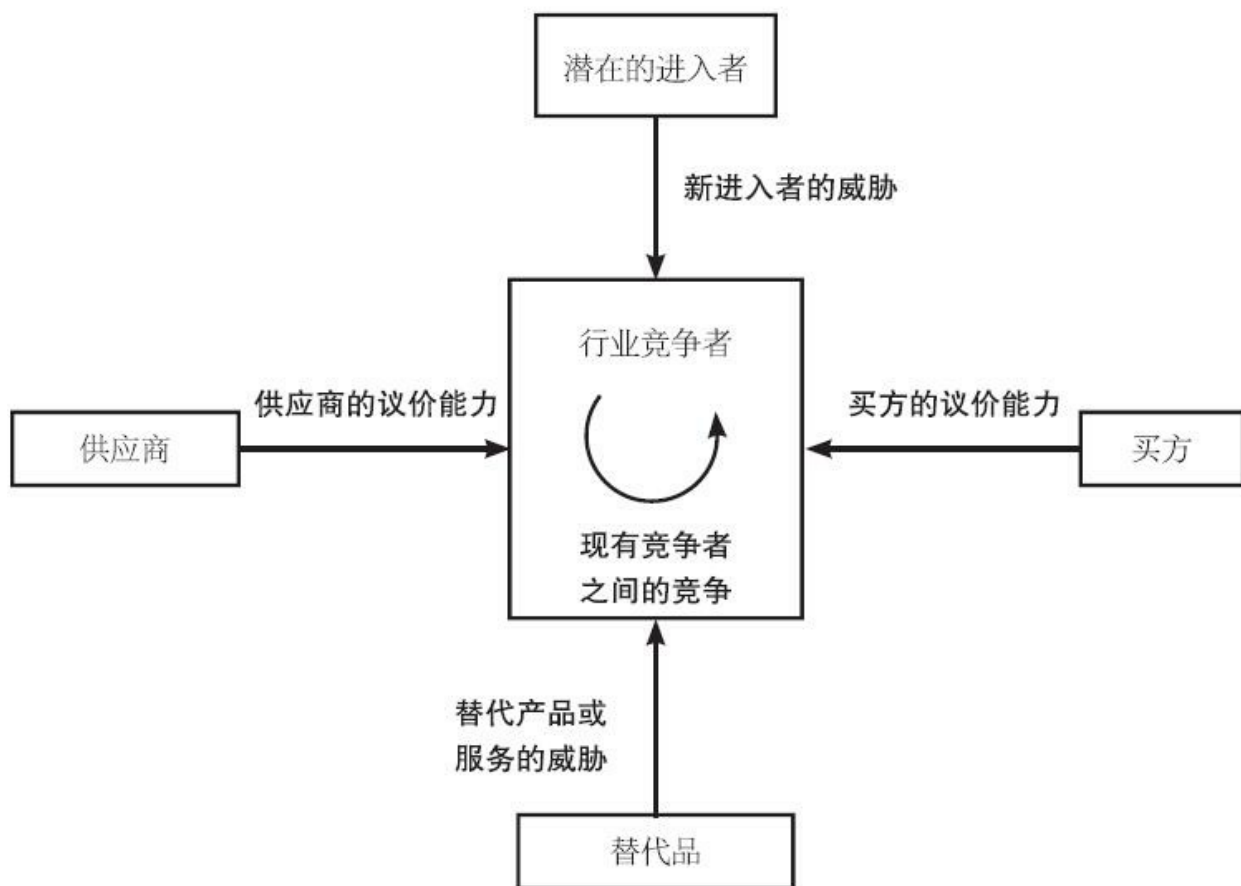 潜在的进入者
新进入者的威胁
行业竞争者
供应商的议价能力
买方的议价能力
供应商
买方
现有竞争者
之间的竞争
替代产品或
服务的威胁
替代品